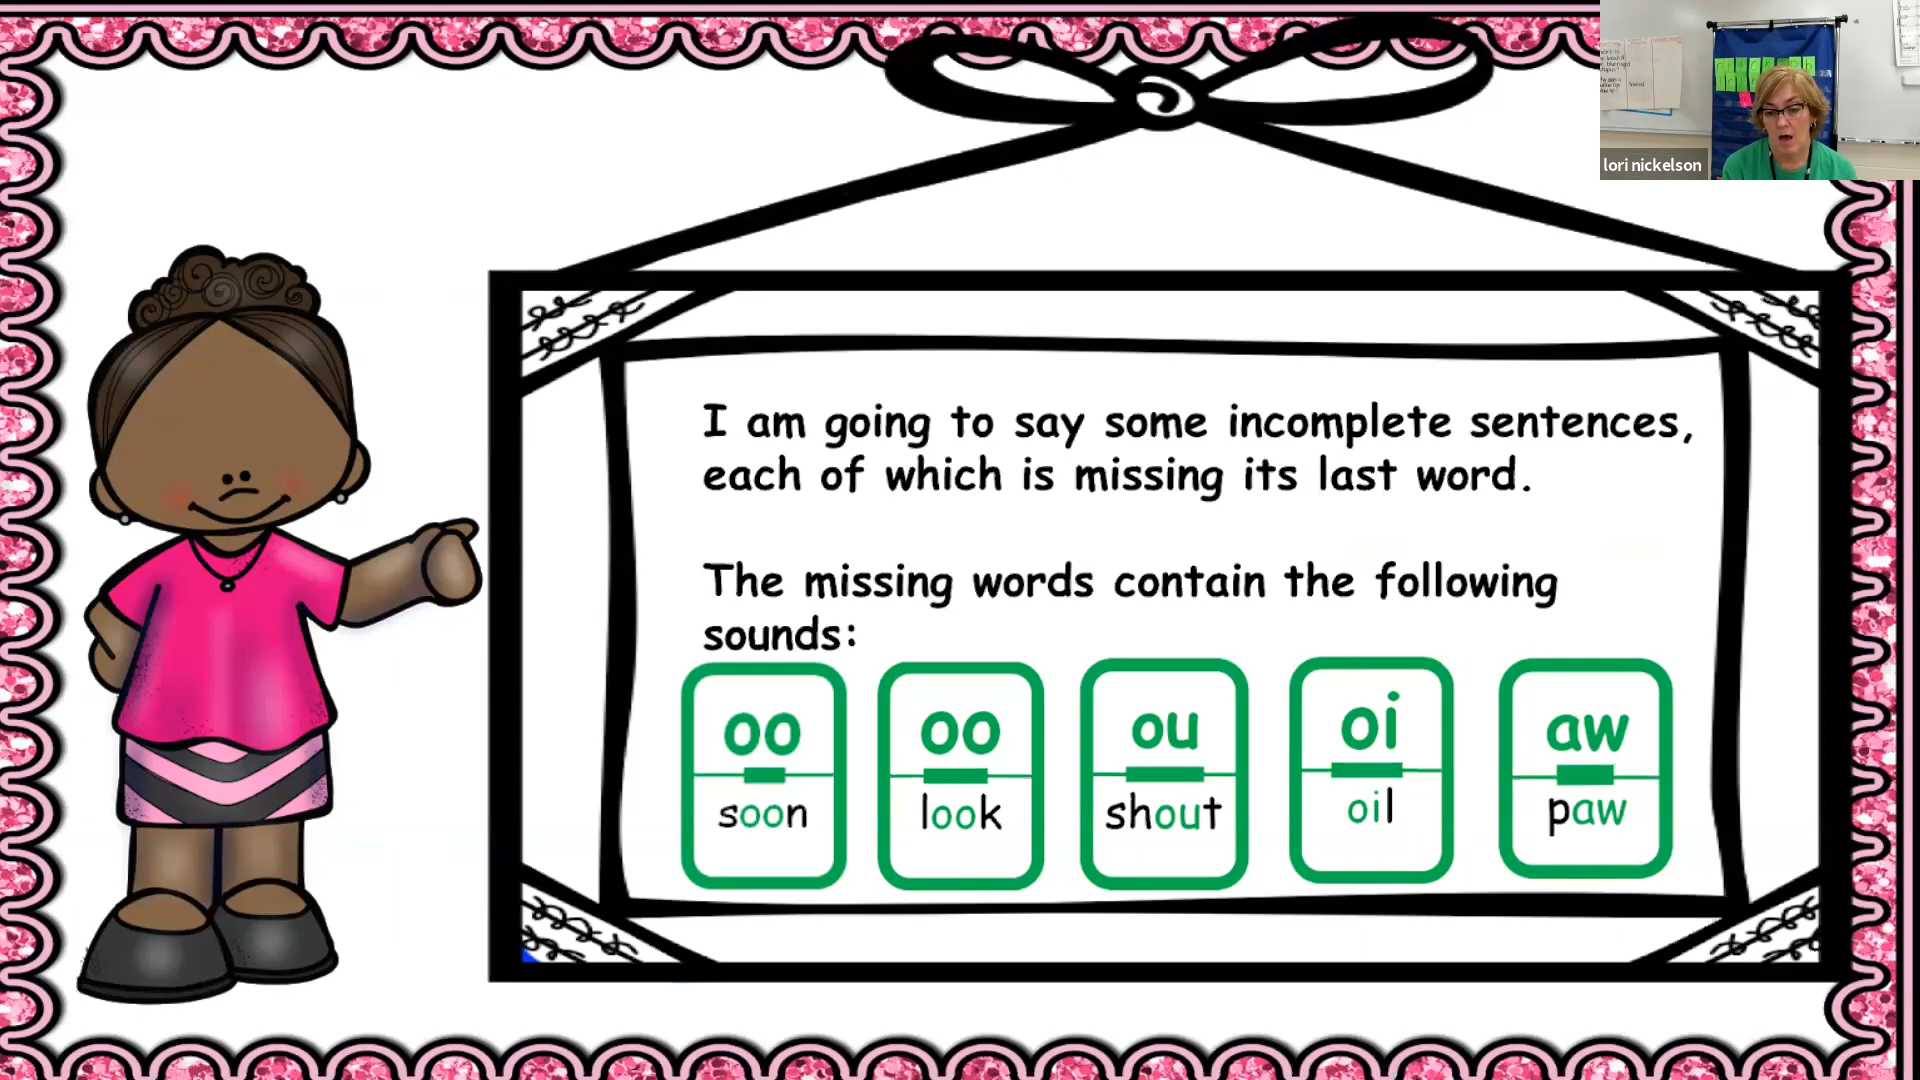 lori nickelson
I am going to say some incomplete sentences,
each of which is missing its last word.
The missing words contain the following
sounds:
oo oo ou oi aw
soon look shout oil paw